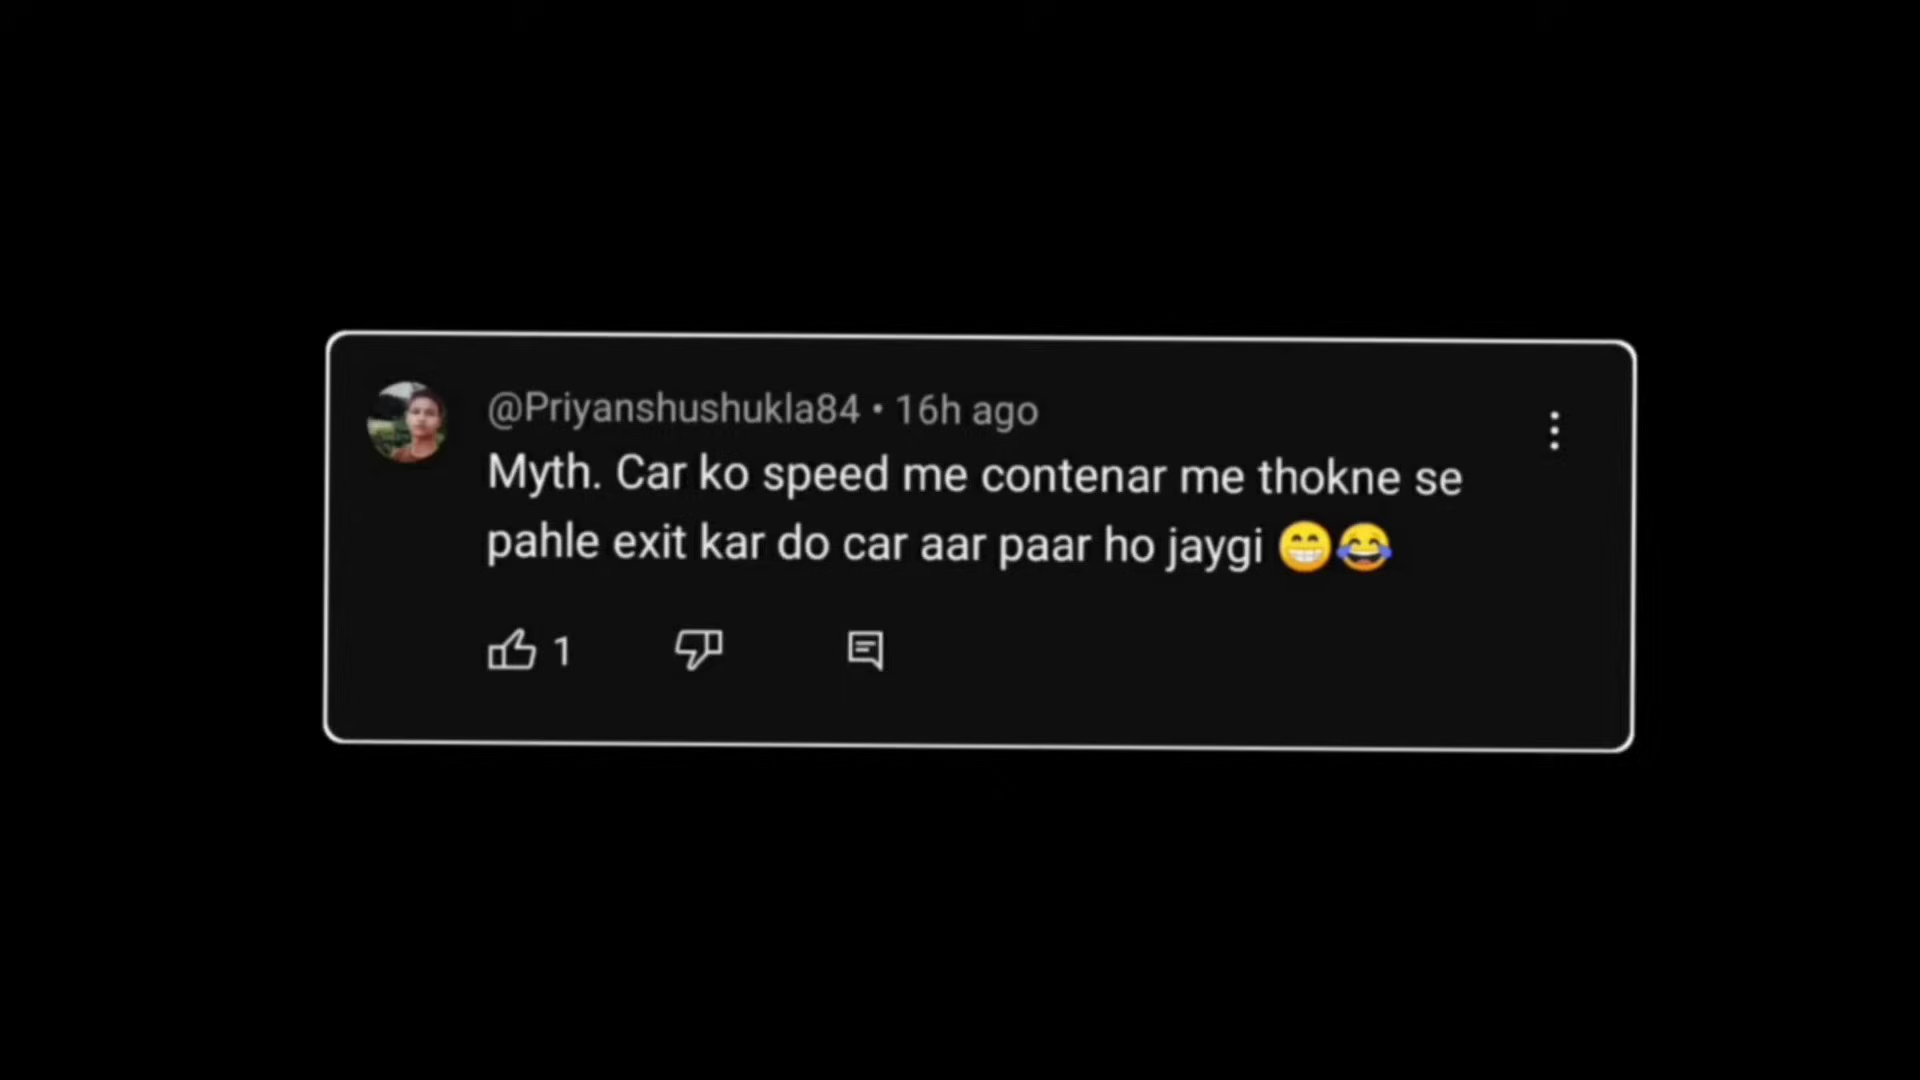 @Priyanshushukla84 • 16h ago
Myth. Car ko speed me contenar me thokne se
pahle exit kar do car aar paar ho jaygi 😁😂
1